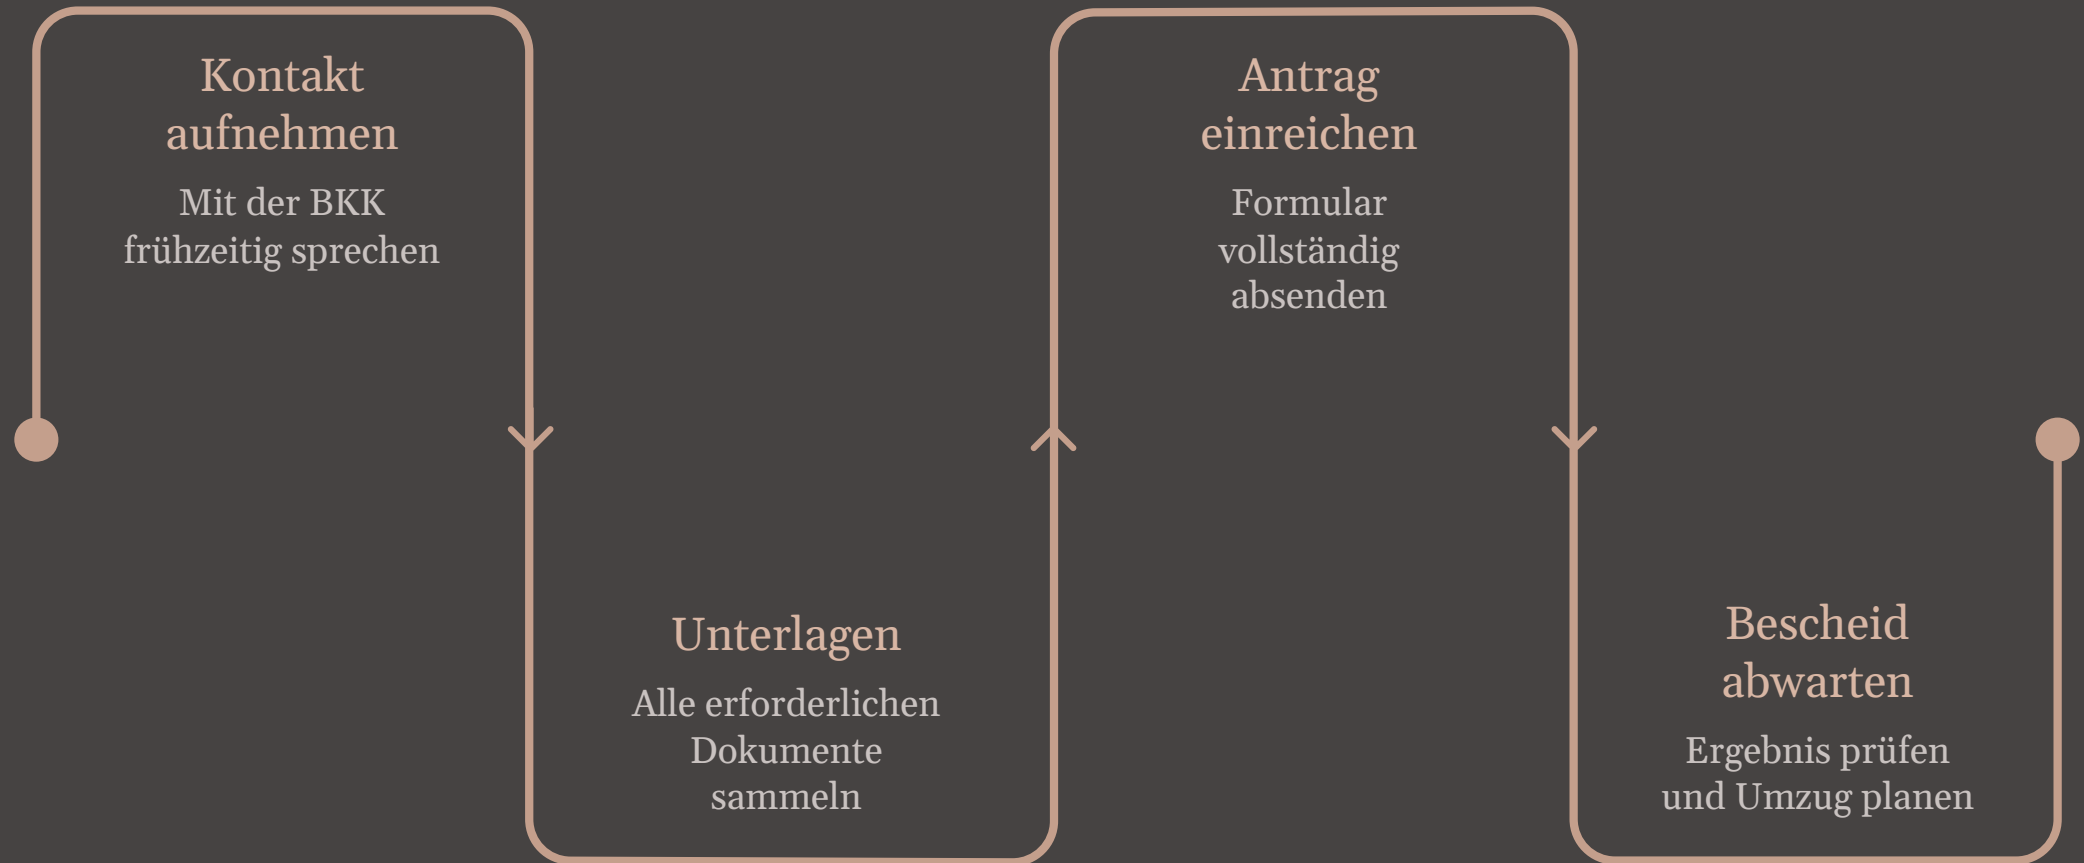 Kontakt
aufnehmen
Mit der BKK
frühzeitig sprechen
Unterlagen
Alle erforderlichen
Dokumente
sammeln
Antrag
einreichen
Formular
vollständig
absenden
Bescheid
abwarten
Ergebnis prüfen
und Umzug planen